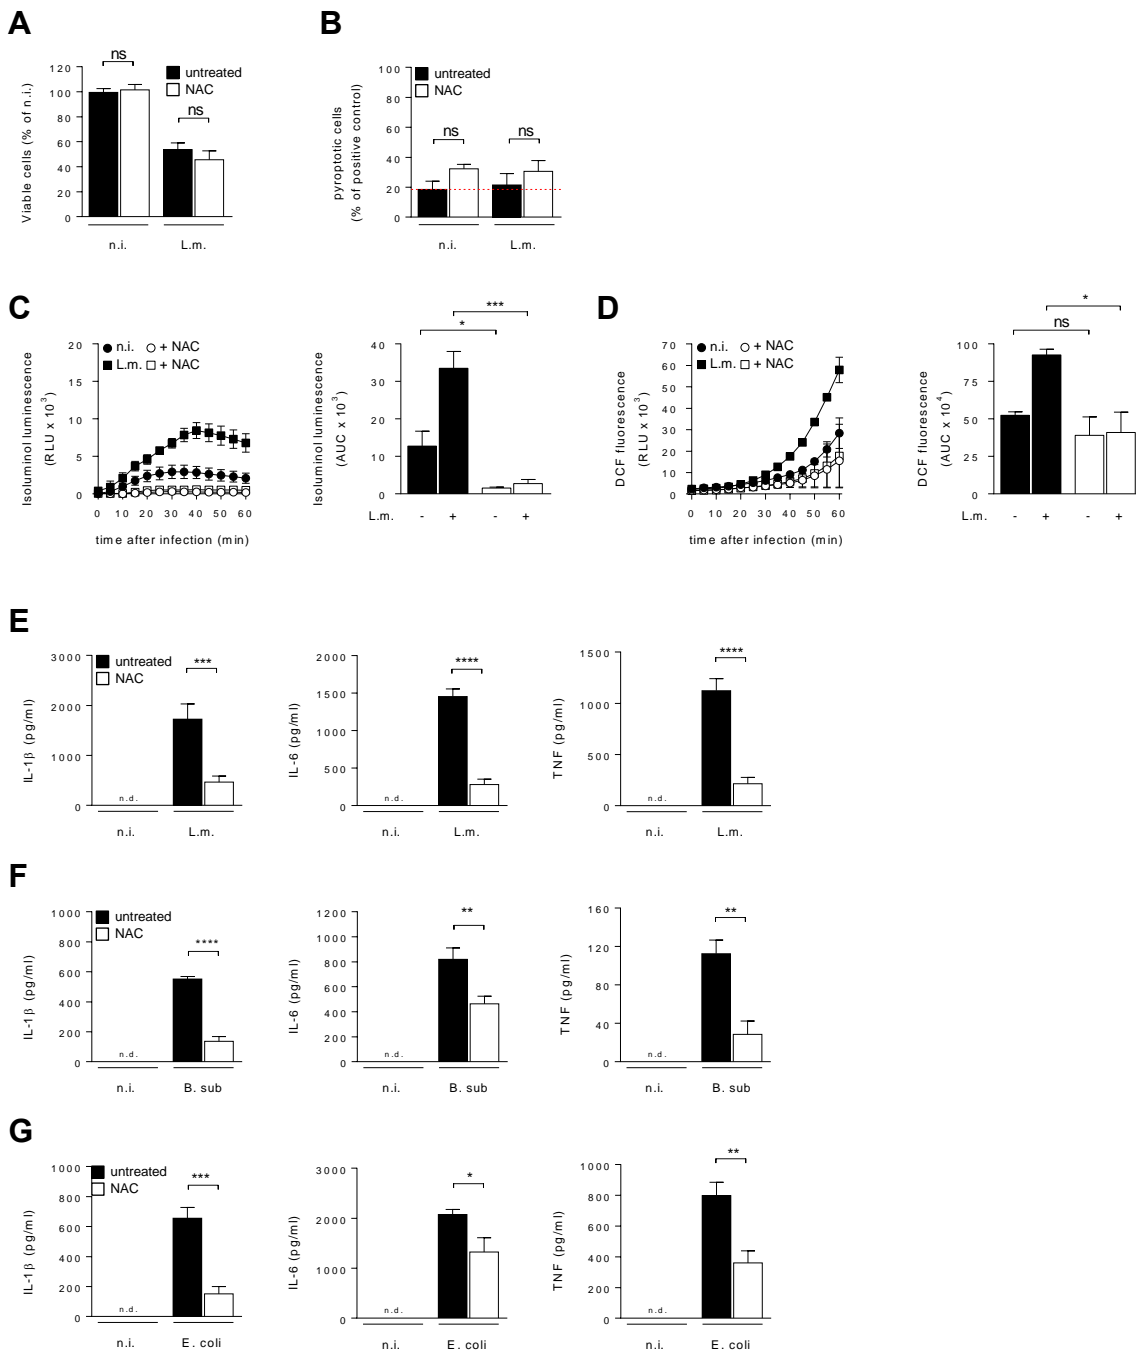 A
Viable cells (% of n.i.)
120
100
80
60
40
20
0
ns
ns
untreated
NAC
n.i.
L.m.
B
pyroptotic cells
(% of positive control)
100
80
60
40
20
0
untreated
NAC
ns
ns
n.i.
L.m.
C
Isoluminol luminescence
(RLU x 10³)
20
15
10
5
0
n.i. + NAC
L.m. + NAC
0 10 20 30 40 50 60
time after infection (min)
Isoluminol luminescence
(AUC x 10³)
40
30
20
10
0
*
***
L.m. - + - +
D
DCF fluorescence
(RLU x 10³)
70
60
50
40
30
20
10
0
n.i. + NAC
L.m. + NAC
0 10 20 30 40 50 60
time after infection (min)
DCF fluorescence
(AUC x 10⁴)
100
75
50
25
0
ns
*
L.m. - + - +
E
IL-1β (pg/ml)
3000
2000
1000
0
untreated
NAC
***
n.d.
n.i.
L.m.
IL-6 (pg/ml)
2000
1500
1000
500
0
****
n.d.
n.i.
L.m.
TNF (pg/ml)
1500
1000
500
0
****
n.d.
n.i.
L.m.
F
IL-1β (pg/ml)
1000
800
600
400
200
0
untreated
NAC
****
n.d.
n.i.
B. sub
IL-6 (pg/ml)
1200
1000
800
600
400
200
0
**
n.d.
n.i.
B. sub
TNF (pg/ml)
160
120
80
40
0
**
n.d.
n.i.
B. sub
G
IL-1β (pg/ml)
1000
800
600
400
200
0
untreated
NAC
***
n.d.
n.i.
E. coli
IL-6 (pg/ml)
3000
2000
1000
0
*
n.d.
n.i.
E. coli
TNF (pg/ml)
1000
800
600
400
200
0
**
n.d.
n.i.
E. coli